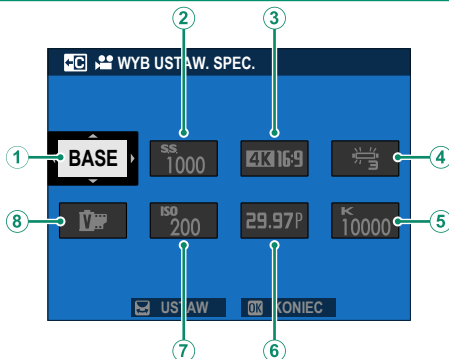 2 3
C WYB USTAW. SPEC.
1 BASE S.S. 1000 4K 16:9 3 4
8 V ISO 200 29.97P K 10000 5
USTAW OK KONIEC
7 6